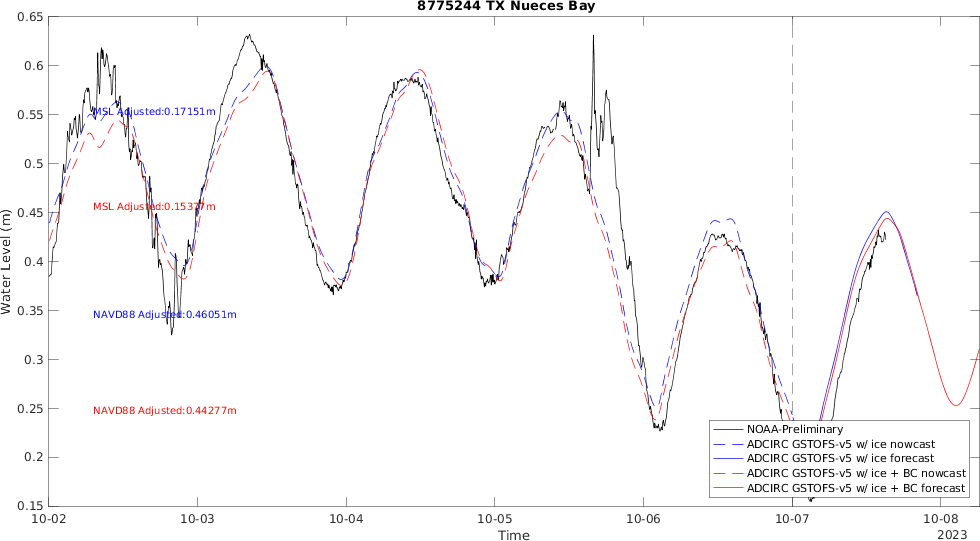 8775244 TX Nueces Bay
0.65
0.6
0.55
0.5
0.45
0.4
0.35
0.3
0.25
0.2
0.15
Water Level (m)
MSL Adjusted:0.17151m
MSL Adjusted:0.15377m
NAVD88 Adjusted:0.46051m
NAVD88 Adjusted:0.44277m
NOAA-Preliminary
ADCIRC GSTOFS-v5 w/ ice nowcast
ADCIRC GSTOFS-v5 w/ ice forecast
ADCIRC GSTOFS-v5 w/ ice + BC nowcast
ADCIRC GSTOFS-v5 w/ ice + BC forecast
10-02 10-03 10-04 10-05 10-06 10-07 10-08
Time
2023